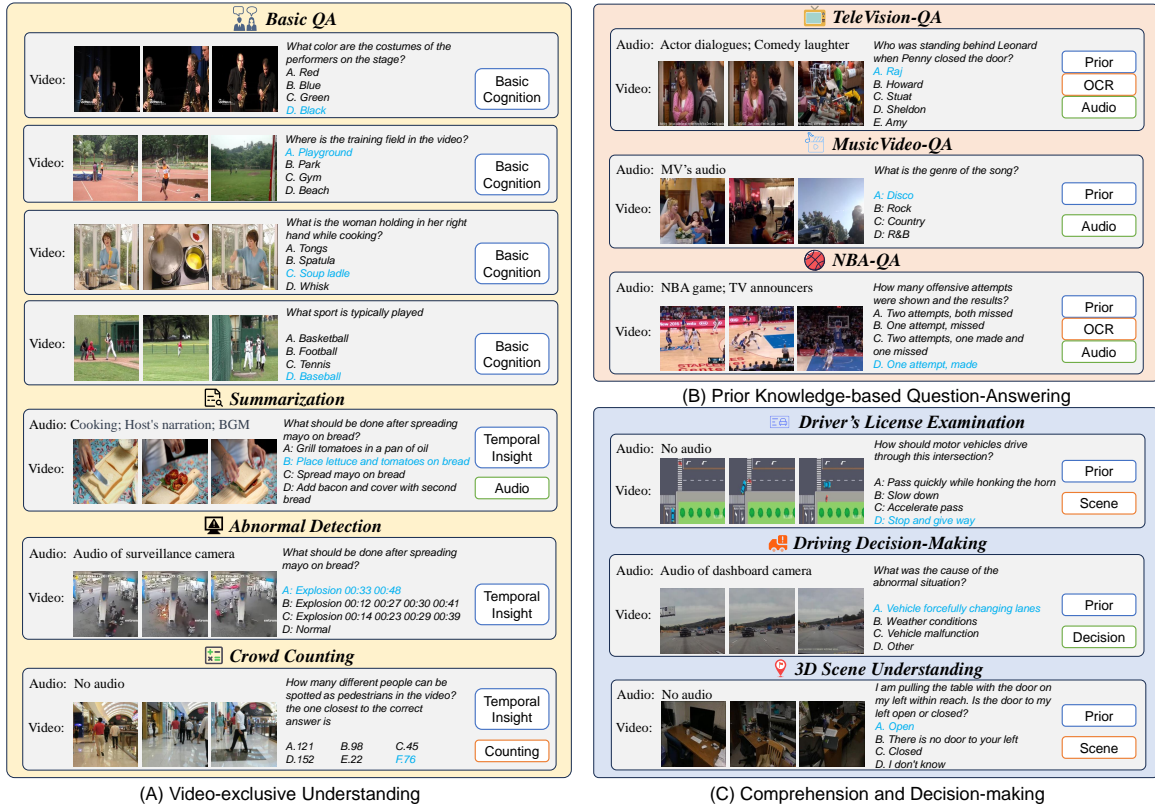 Basic QA
Video:
What color are the costumes of the
performers on the stage?
A. Red
B. Blue
C. Green
D. Black
Basic
Cognition
Video:
Where is the training field in the video?
A. Playground
B. Park
C. Gym
D. Beach
Basic
Cognition
Video:
What is the woman holding in her right
hand while cooking?
A. Tongs
B. Spatula
C. Soup ladle
D. Whisk
Basic
Cognition
Video:
What sport is typically played
A. Basketball
B. Football
C. Tennis
D. Baseball
Basic
Cognition
Summarization
Audio: Cooking; Host's narration; BGM
Video:
What should be done after spreading
mayo on bread?
A: Grill tomatoes in a pan of oil
B: Place lettuce and tomatoes on bread
C: Spread mayo on bread
D: Add bacon and cover with second
bread
Temporal
Insight
Audio
Abnormal Detection
Audio: Audio of surveillance camera
Video:
What should be done after spreading
mayo on bread?
A: Explosion 00:33 00:48
B: Explosion 00:12 00:27 00:30 00:41
C: Explosion 00:14 00:23 00:29 00:39
D: Normal
Temporal
Insight
Crowd Counting
Audio: No audio
Video:
How many different people can be
spotted as pedestrians in the video?
the one closest to the correct
answer is
A.121 B.98 C.45
D.152 E.22 F.76
Temporal
Insight
Counting
(A) Video-exclusive Understanding
TeleVision-QA
Audio: Actor dialogues; Comedy laughter
Video:
Who was standing behind Leonard
when Penny closed the door?
A. Raj
B. Howard
C. Stuat
D. Sheldon
E. Amy
Prior
OCR
Audio
MusicVideo-QA
Audio: MV's audio
Video:
What is the genre of the song?
A: Disco
B: Rock
C: Country
D: R&B
Prior
Audio
NBA-QA
Audio: NBA game; TV announcers
Video:
How many offensive attempts
were shown and the results?
A. Two attempts, both missed
B. One attempt, missed
C. Two attempts, one made and
one missed
D. One attempt, made
Prior
OCR
Audio
(B) Prior Knowledge-based Question-Answering
Driver's License Examination
Audio: No audio
Video:
How should motor vehicles drive
through this intersection?
A: Pass quickly while honking the horn
B: Slow down
C: Accelerate pass
D: Stop and give way
Prior
Scene
Driving Decision-Making
Audio: Audio of dashboard camera
Video:
What was the cause of the
abnormal situation?
A. Vehicle forcefully changing lanes
B. Weather conditions
C. Vehicle malfunction
D. Other
Prior
Decision
3D Scene Understanding
Audio: No audio
Video:
I am pulling the table with the door on
my left within reach. Is the door to my
left open or closed?
A. Open
B. There is no door to your left
C. Closed
D. I don't know
Prior
Scene
(C) Comprehension and Decision-making